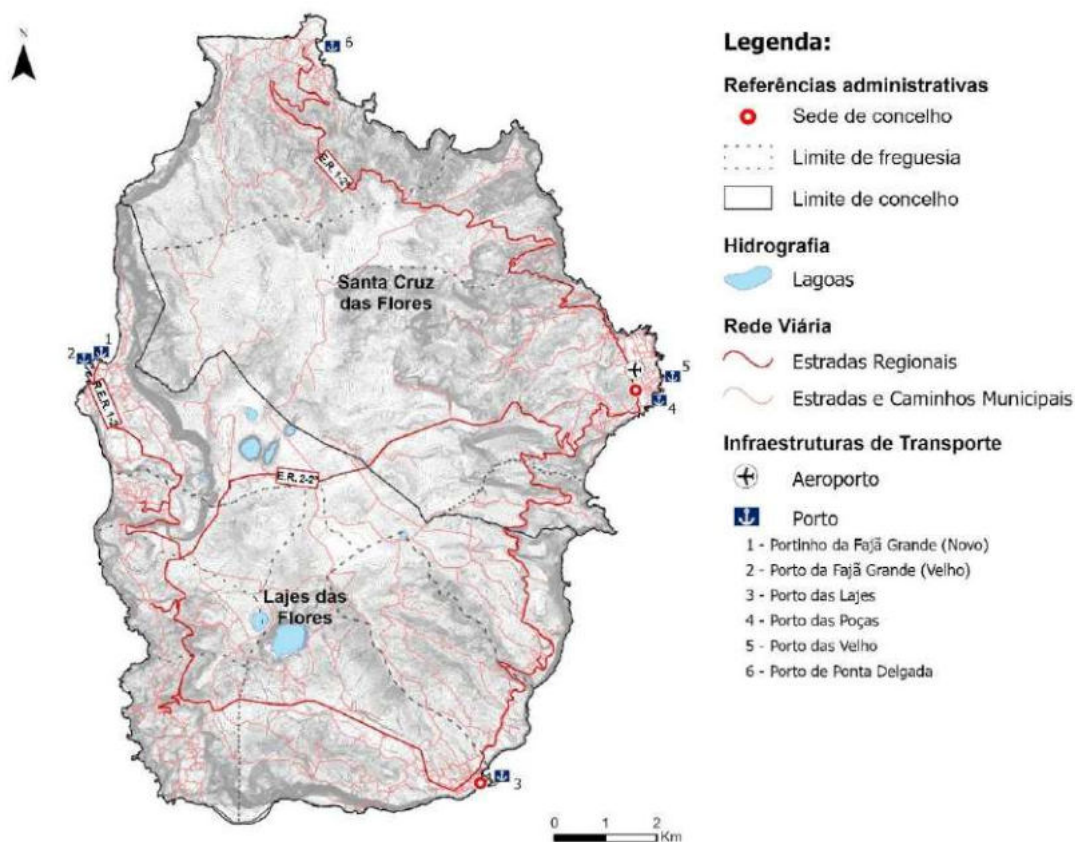 N
6
E.R. 1-2ª
Santa Cruz
das Flores
1
2
5
4
E.R. 2-2ª
Lajes das
Flores
3
0 1 2
Km
Legenda:
Referências administrativas
Sede de concelho
Limite de freguesia
Limite de concelho
Hidrografia
Lagoas
Rede Viária
Estradas Regionais
Estradas e Caminhos Municipais
Infraestruturas de Transporte
Aeroporto
Porto
1 - Portinho da Fajã Grande (Novo)
2 - Porto da Fajã Grande (Velho)
3 - Porto das Lajes
4 - Porto das Poças
5 - Porto das Velho
6 - Porto de Ponta Delgada